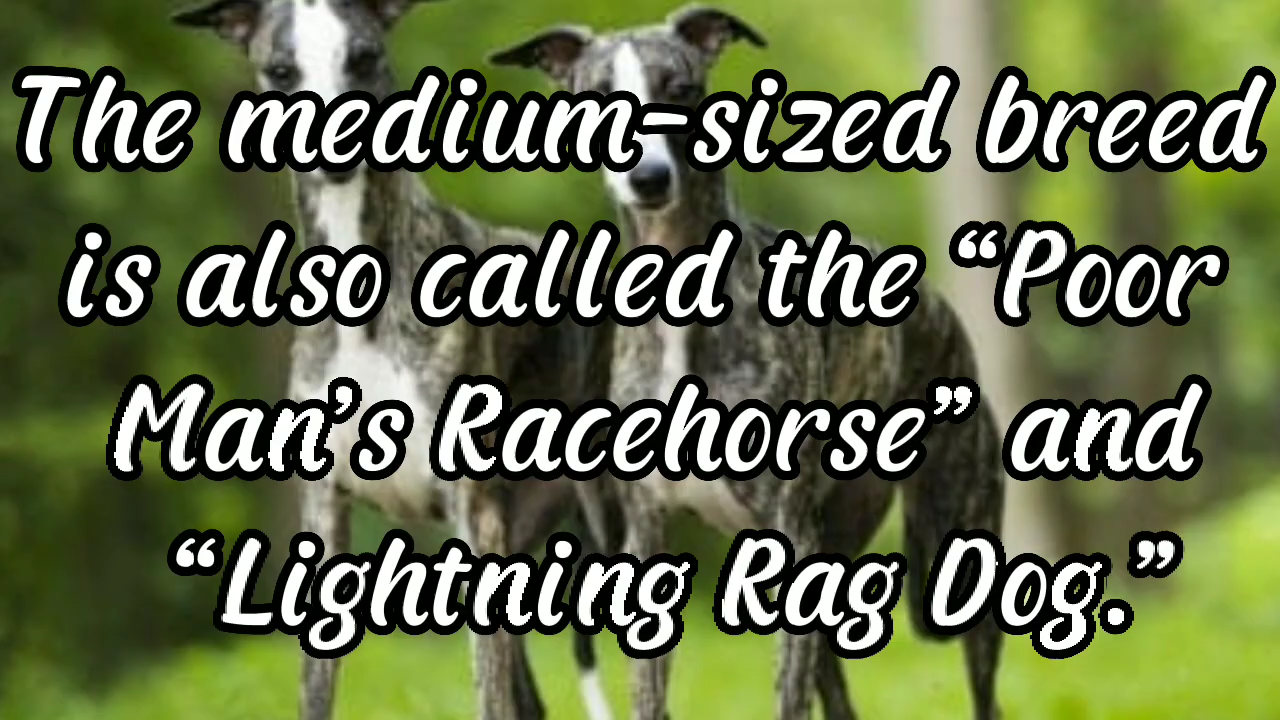 The medium-sized breed
is also called the “Poor
Man’s Racehorse” and
“Lightning Rag Dog.”